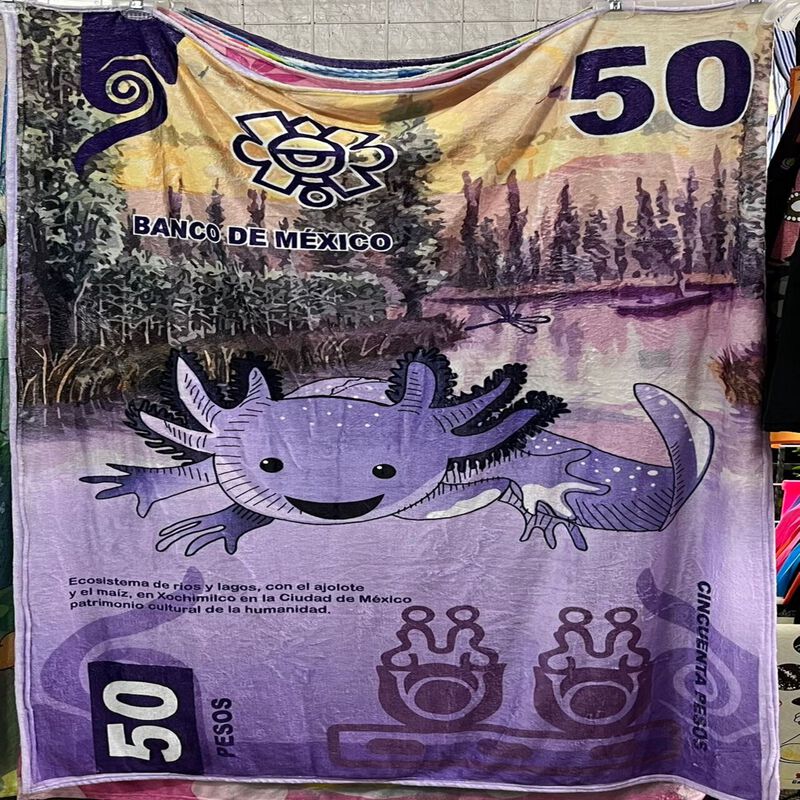 50
BANCO DE MÉXICO
Ecosistema de ríos y lagos, con el ajolote
y el maíz, en Xochimilco en la Ciudad de México
patrimonio cultural de la humanidad.
CINCUENTA PESOS
50
PESOS